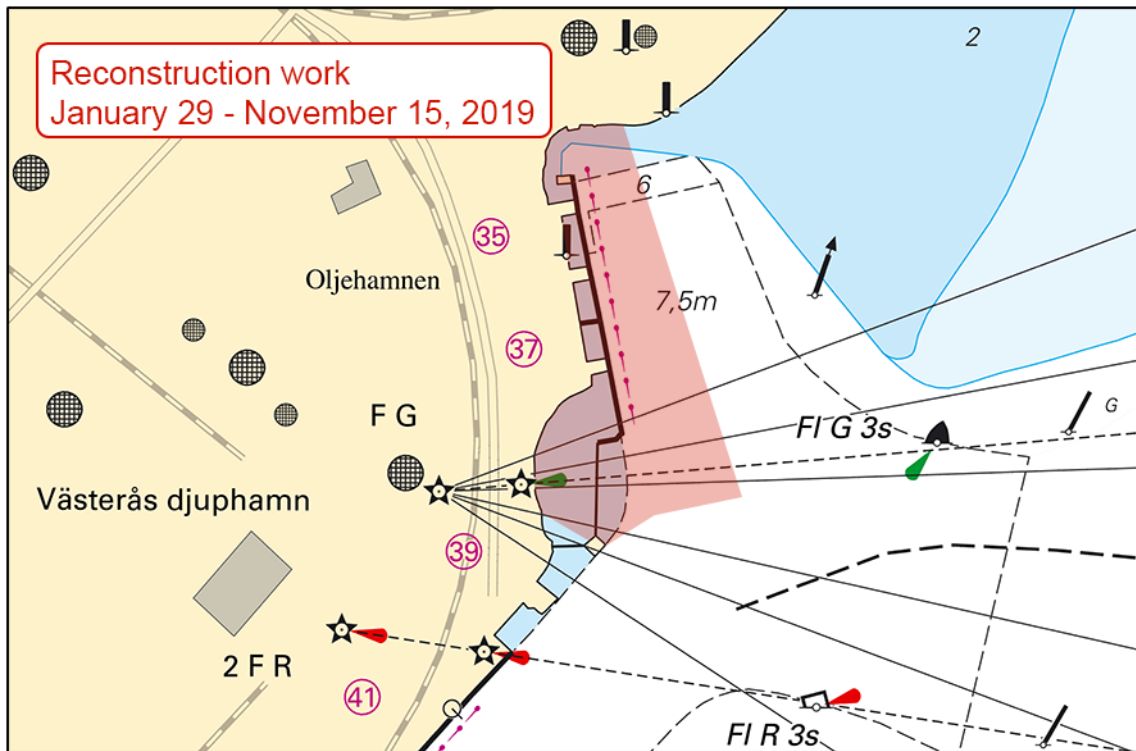 Reconstruction work
January 29 - November 15, 2019
2
6
35
Oljehamnen
7,5m
37
F G
Fl G 3s
G
Västerås djuphamn
39
2 F R
41
Fl R 3s